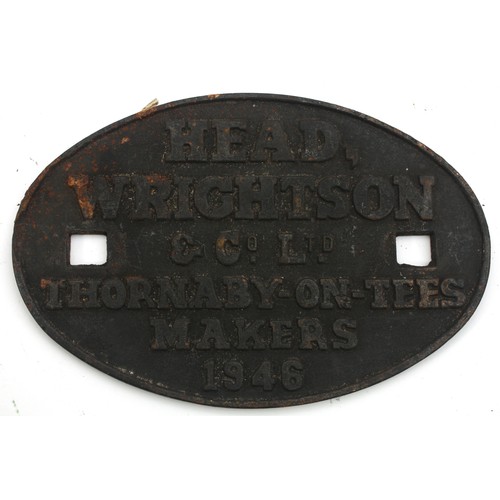 HEAD,
WRIGHTSON
& Cº LTD
THORNABY-ON-TEES
MAKERS
1946